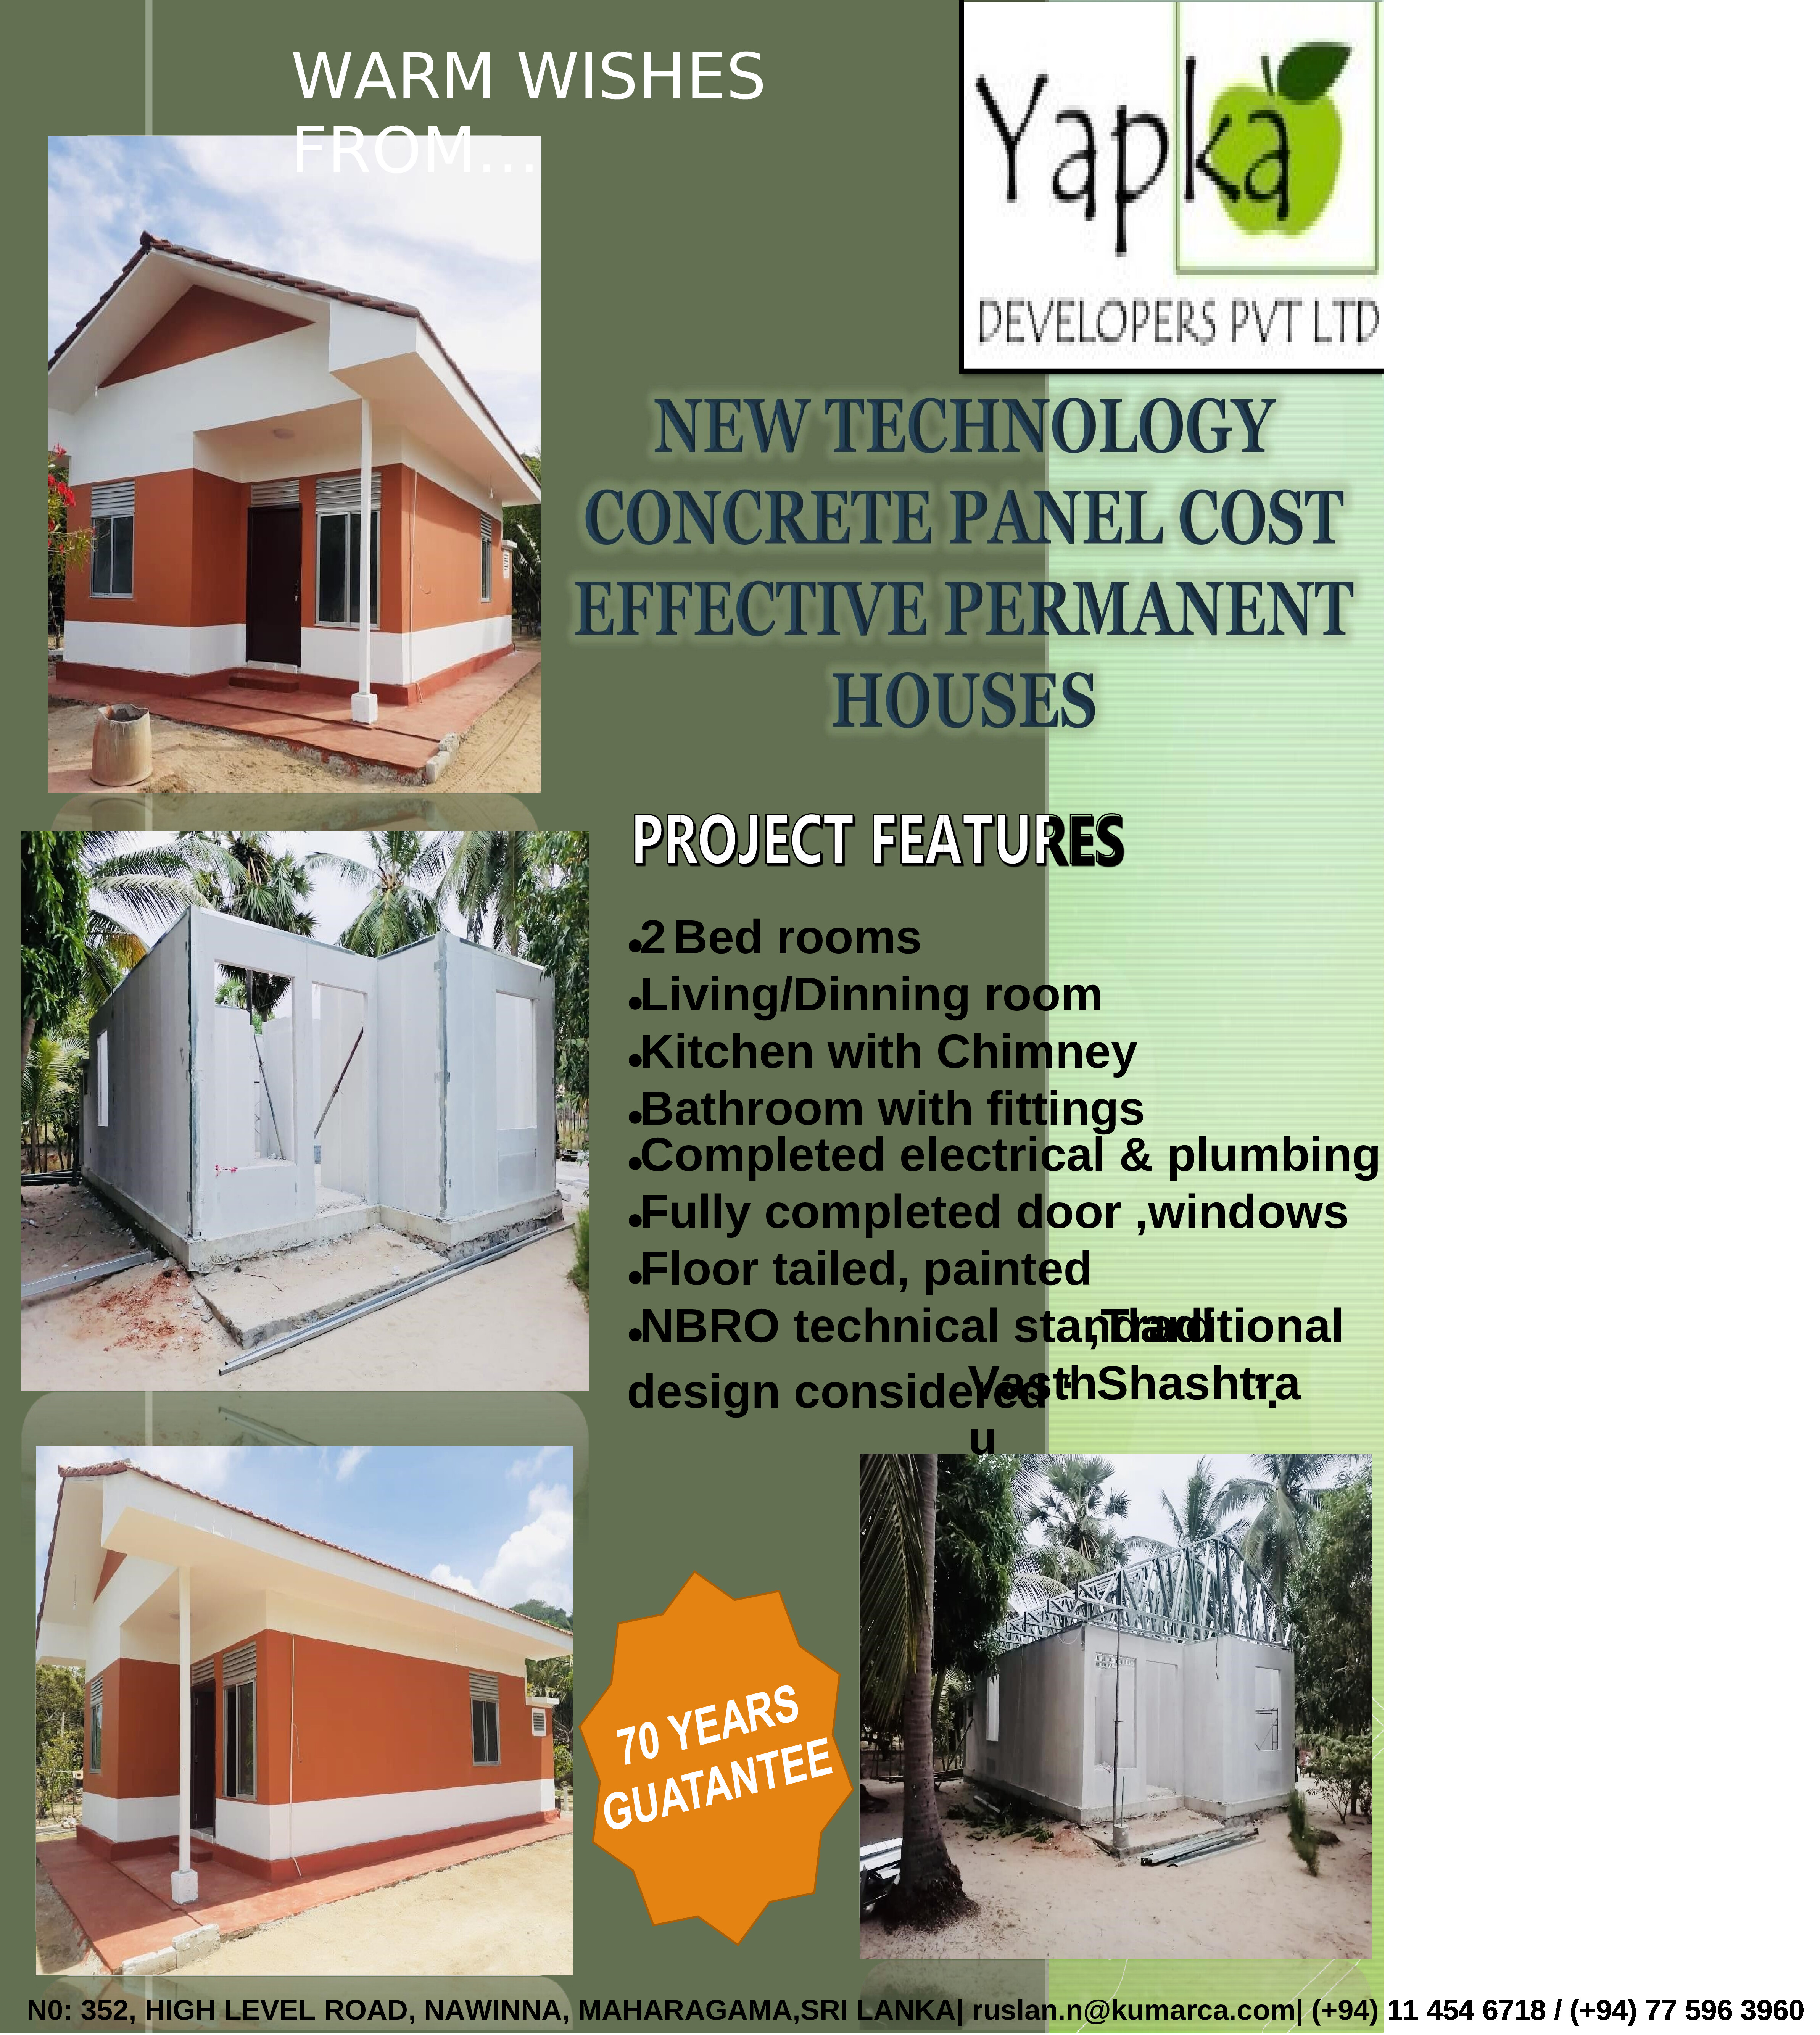 WARM WISHES
FROM...
Yapka
DEVELOPERS PVT LTD
NEW TECHNOLOGY
CONCRETE PANEL COST
EFFECTIVE PERMANENT
HOUSES
PROJECT FEATURES
•2 Bed rooms
•Living/Dinning room
•Kitchen with Chimney
•Bathroom with fittings
•Completed electrical & plumbing
•Fully completed door ,windows
•Floor tailed, painted
•NBRO technical standard ,Traditional
design considered “Vasthu Shashtra”.
70 YEARS
GUATANTEE
N0: 352, HIGH LEVEL ROAD, NAWINNA, MAHARAGAMA,SRI LANKA| ruslan.n@kumarca.com| (+94) 11 454 6718 / (+94) 77 596 3960